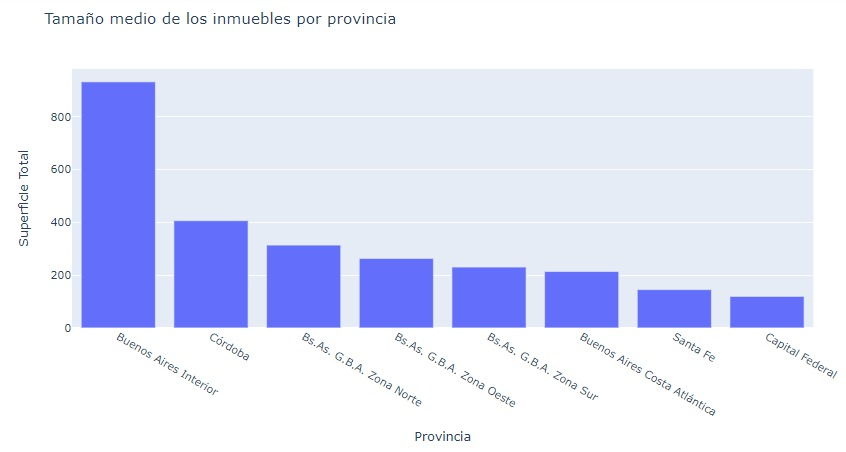 Tamaño medio de los inmuebles por provincia
Superficie Total
800
600
400
200
0
Buenos Aires Interior
Córdoba
Bs.As. G.B.A. Zona Norte
Bs.As. G.B.A. Zona Oeste
Bs.As. G.B.A. Zona Sur
Buenos Aires Costa Atlántica
Santa Fe
Capital Federal
Provincia